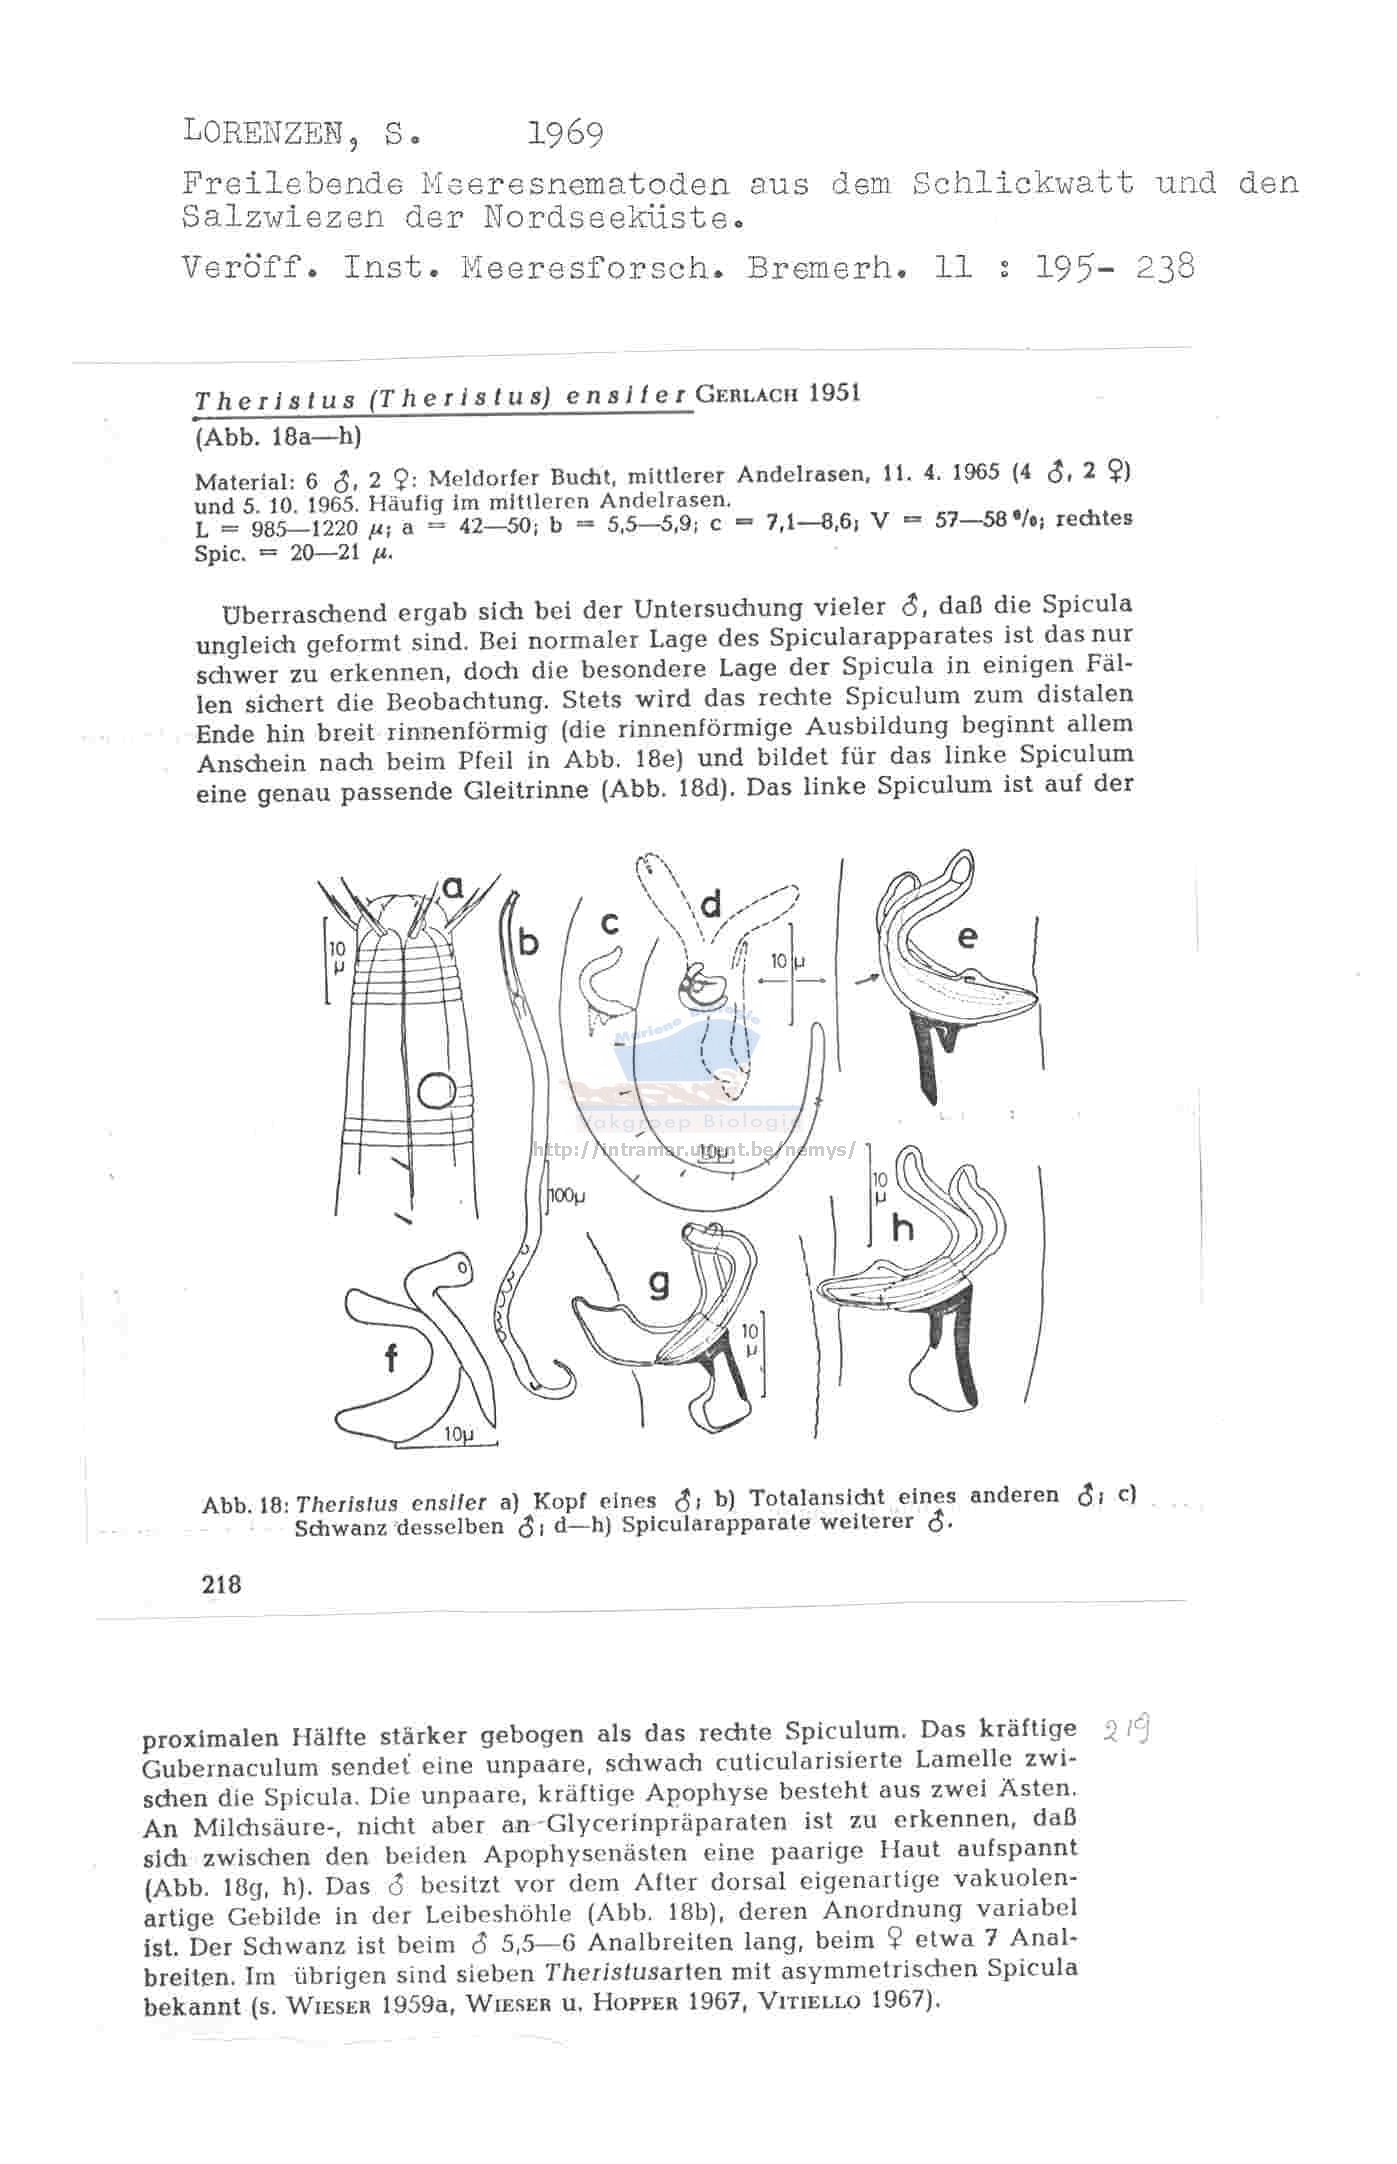 LORENZEN, S. 1969
Freilebende Meeresnematoden aus dem Schlickwatt und den
Salzwiezen der Nordseeküste.
Veröff. Inst. Meeresforsch. Bremerh. 11 : 195- 238
Theristus (Theristus) ensifer GERLACH 1951
(Abb. 18a—h)
Material: 6 ♂, 2 ♀: Meldorfer Bucht, mittlerer Andelrasen, 11. 4. 1965 (4 ♂, 2 ♀)
und 5. 10. 1965. Häufig im mittleren Andelrasen.
L = 985—1220 µ; a = 42—50; b = 5,5—5,9; c = 7,1—8,6; V = 57—58 %; rechtes
Spic. = 20—21 µ.
Überraschend ergab sich bei der Untersuchung vieler ♂, daß die Spicula
ungleich geformt sind. Bei normaler Lage des Spicularapparates ist das nur
schwer zu erkennen, doch die besondere Lage der Spicula in einigen Fäl-
len sichert die Beobachtung. Stets wird das rechte Spiculum zum distalen
Ende hin breit rinnenförmig (die rinnenförmige Ausbildung beginnt allem
Anschein nach beim Pfeil in Abb. 18e) und bildet für das linke Spiculum
eine genau passende Gleitrinne (Abb. 18d). Das linke Spiculum ist auf der
a
b
c
d
e
10
µ
10 µ
Mariene Biologie
Vakgroep Biologie
http://intramar.ugent.be/nemys/
10µ
100µ
10
µ
h
g
10
µ
f
10µ
Abb. 18: Theristus ensifer a) Kopf eines ♂; b) Totalansicht eines anderen ♂; c)
Schwanz desselben ♂; d—h) Spicularapparate weiterer ♂.
218
proximalen Hälfte stärker gebogen als das rechte Spiculum. Das kräftige 219
Gubernaculum sendet eine unpaare, schwach cuticularisierte Lamelle zwi-
schen die Spicula. Die unpaare, kräftige Apophyse besteht aus zwei Ästen.
An Milchsäure-, nicht aber an Glycerinpräparaten ist zu erkennen, daß
sich zwischen den beiden Apophysenästen eine paarige Haut aufspannt
(Abb. 18g, h). Das ♂ besitzt vor dem After dorsal eigenartige vakuolen-
artige Gebilde in der Leibeshöhle (Abb. 18b), deren Anordnung variabel
ist. Der Schwanz ist beim ♂ 5,5—6 Analbreiten lang, beim ♀ etwa 7 Anal-
breiten. Im übrigen sind sieben Theristusarten mit asymmetrischen Spicula
bekannt (s. WIESER 1959a, WIESER u. HOPPER 1967, VITIELLO 1967).